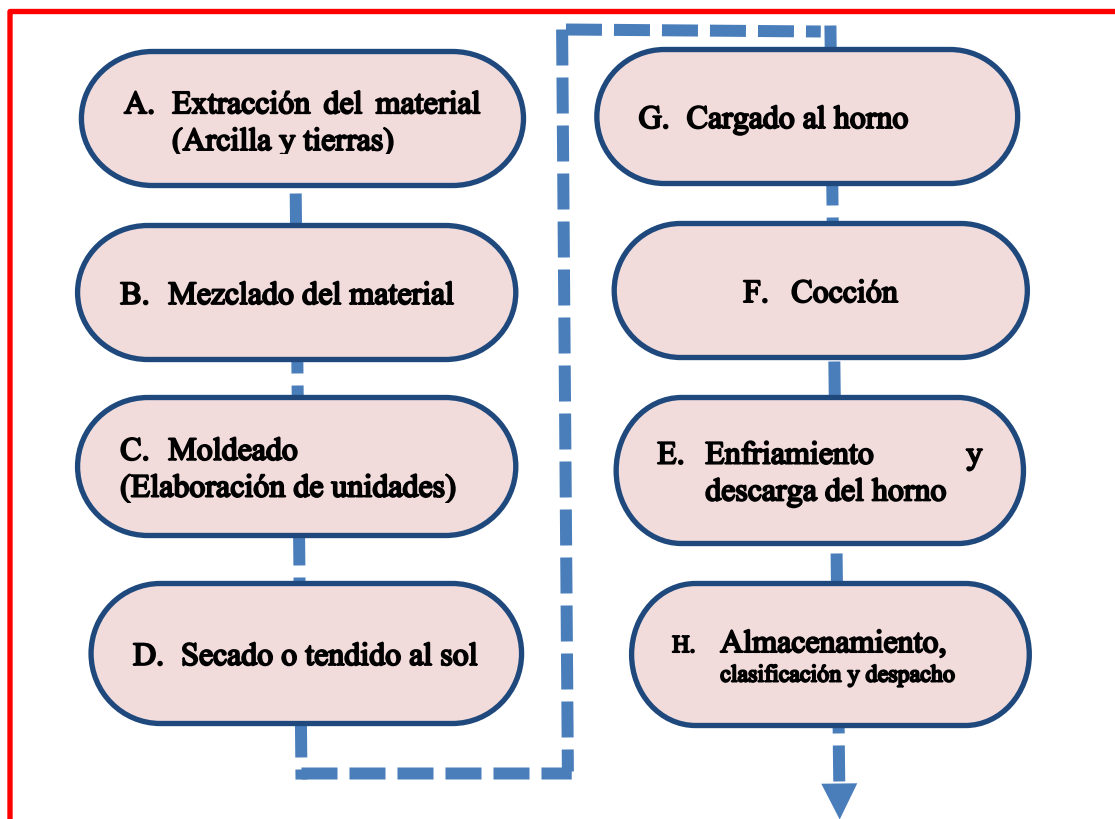 A. Extracción del material
(Arcilla y tierras)
B. Mezclado del material
C. Moldeado
(Elaboración de unidades)
D. Secado o tendido al sol
G. Cargado al horno
F. Cocción
E. Enfriamiento y
descarga del horno
H. Almacenamiento,
clasificación y despacho